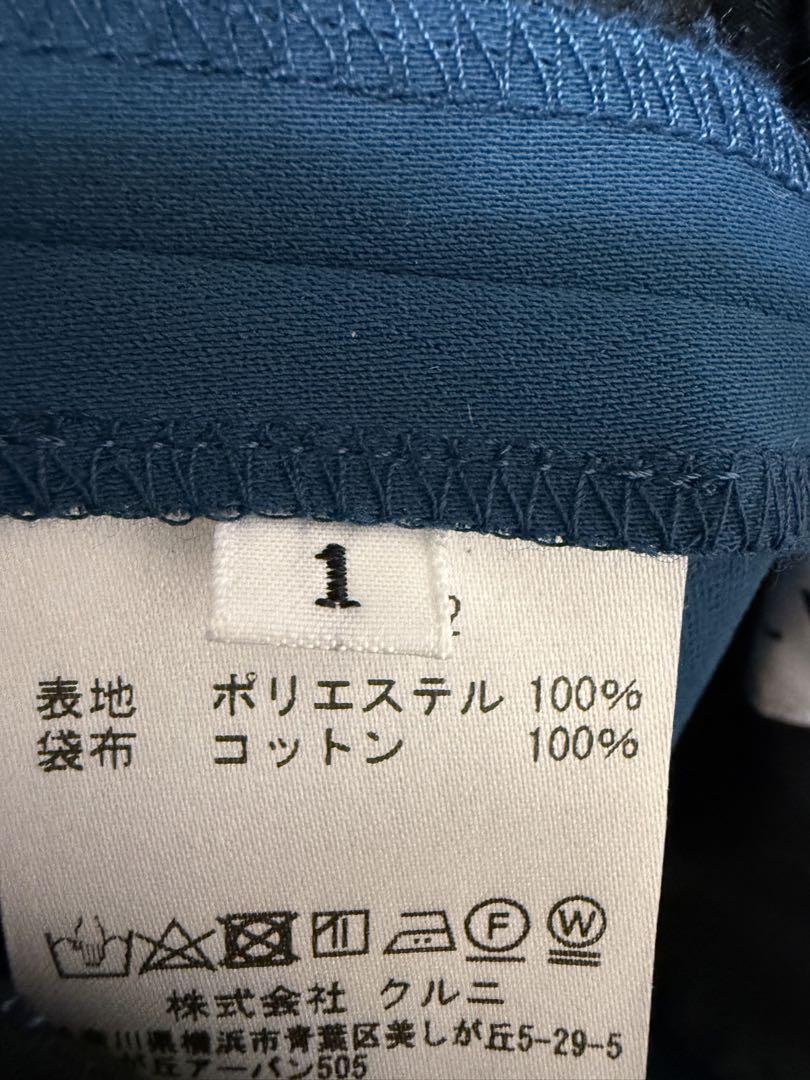 1
2
表地 ポリエステル 100%
袋布 コットン 100%
F W
株式会社 クルニ
川県横浜市青葉区美しが丘5-29-5
が丘アーバン505